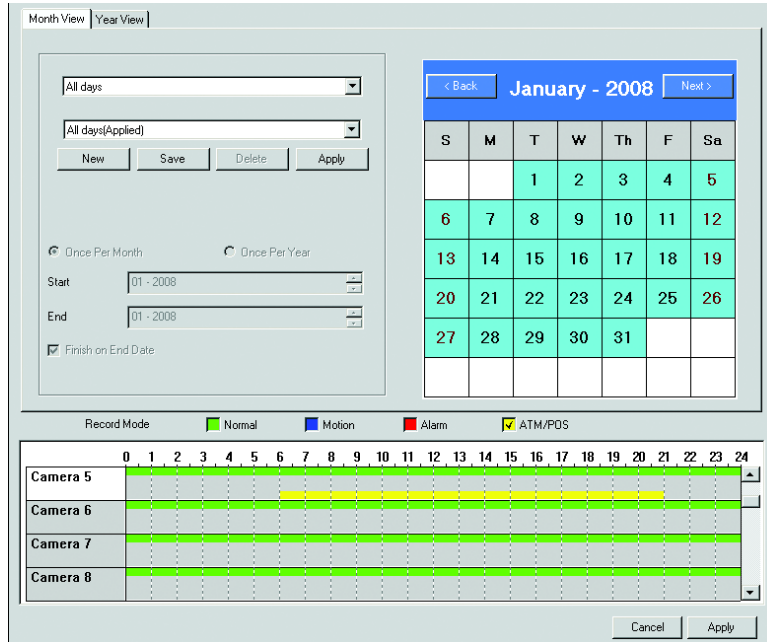 Month View Year View
All days
All days(Applied)
New Save Delete Apply
Once Per Month Once Per Year
Start 01 - 2008
End 01 - 2008
Finish on End Date
< Back January - 2008 Next >
S M T W Th F Sa
1 2 3 4 5
6 7 8 9 10 11 12
13 14 15 16 17 18 19
20 21 22 23 24 25 26
27 28 29 30 31
Record Mode Normal Motion Alarm ATM/POS
0 1 2 3 4 5 6 7 8 9 10 11 12 13 14 15 16 17 18 19 20 21 22 23 24
Camera 5
Camera 6
Camera 7
Camera 8
Cancel Apply